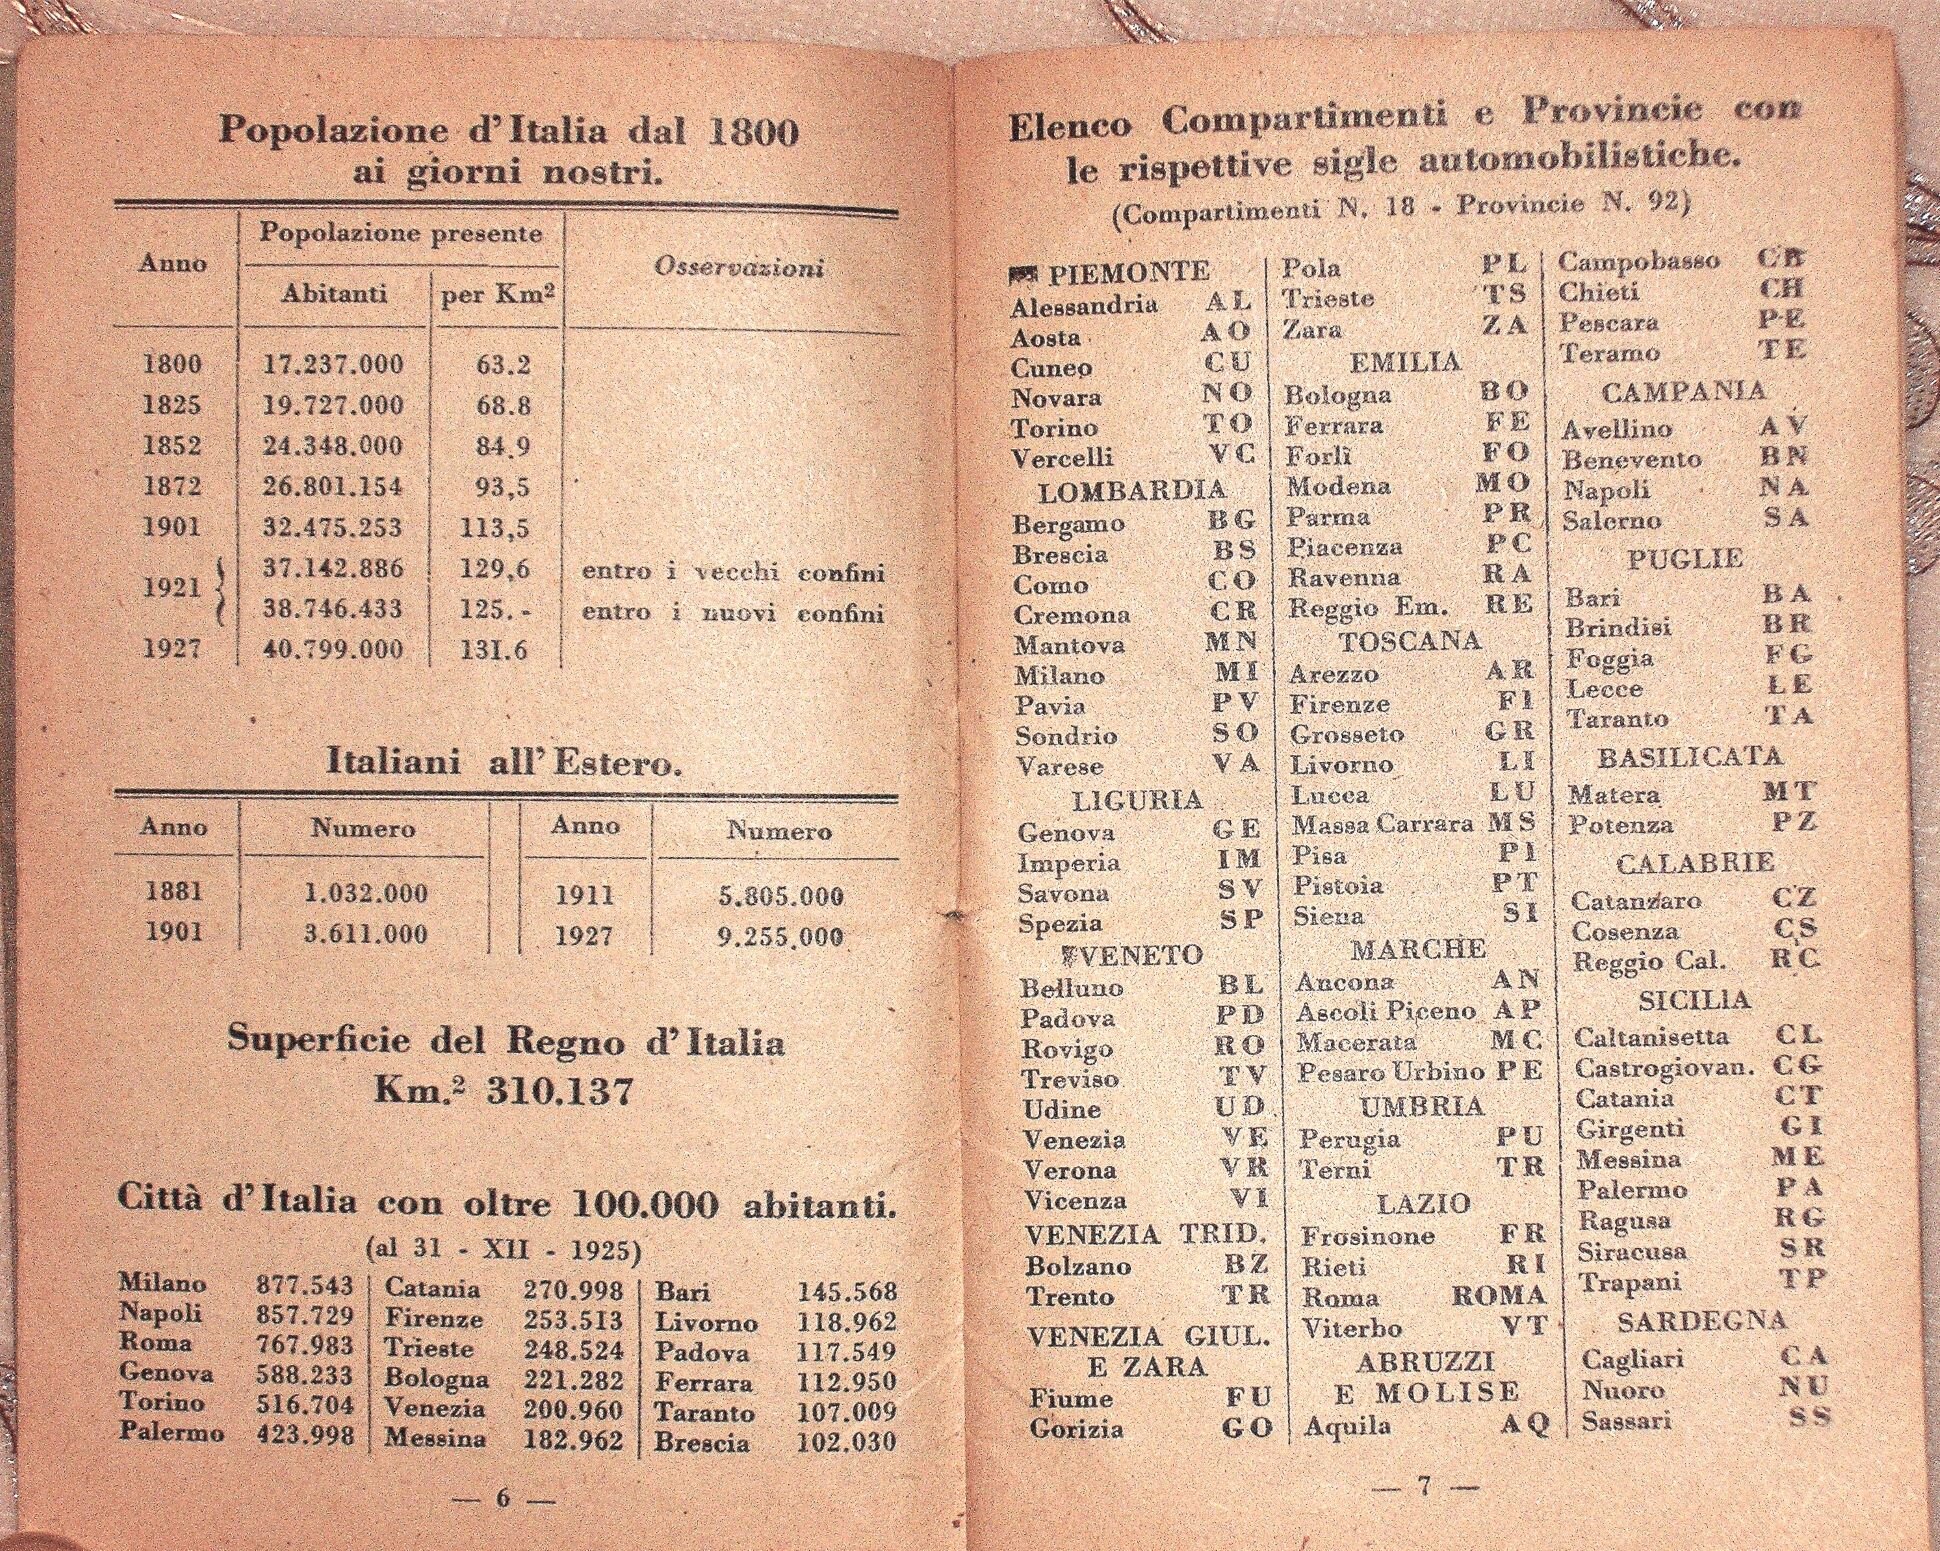 Popolazione d'Italia dal 1800
ai giorni nostri.
Anno Popolazione presente Osservazioni
Abitanti per Km²
1800 17.237.000 63.2
1825 19.727.000 68.8
1852 24.348.000 84.9
1872 26.801.154 93,5
1901 32.475.253 113,5
1921 { 37.142.886 129,6 entro i vecchi confini
38.746.433 125.- entro i nuovi confini
1927 40.799.000 131.6
Italiani all'Estero.
Anno Numero Anno Numero
1881 1.032.000 1911 5.805.000
1901 3.611.000 1927 9.255.000
Superficie del Regno d'Italia
Km.² 310.137
Città d'Italia con oltre 100.000 abitanti.
(al 31 - XII - 1925)
Milano 877.543
Napoli 857.729
Roma 767.983
Genova 588.233
Torino 516.704
Palermo 423.998
Catania 270.998
Firenze 253.513
Trieste 248.524
Bologna 221.282
Venezia 200.960
Messina 182.962
Bari 145.568
Livorno 118.962
Padova 117.549
Ferrara 112.950
Taranto 107.009
Brescia 102.030
— 6 —
Elenco Compartimenti e Provincie con
le rispettive sigle automobilistiche.
(Compartimenti N. 18 - Provincie N. 92)
PIEMONTE
Alessandria AL
Aosta AO
Cuneo CU
Novara NO
Torino TO
Vercelli VC
LOMBARDIA
Bergamo BG
Brescia BS
Como CO
Cremona CR
Mantova MN
Milano MI
Pavia PV
Sondrio SO
Varese VA
LIGURIA
Genova GE
Imperia IM
Savona SV
Spezia SP
VENETO
Belluno BL
Padova PD
Rovigo RO
Treviso TV
Udine UD
Venezia VE
Verona VR
Vicenza VI
VENEZIA TRID.
Bolzano BZ
Trento TR
VENEZIA GIUL.
E ZARA
Fiume FU
Gorizia GO
Pola PL
Trieste TS
Zara ZA
EMILIA
Bologna BO
Ferrara FE
Forlì FO
Modena MO
Parma PR
Piacenza PC
Ravenna RA
Reggio Em. RE
TOSCANA
Arezzo AR
Firenze FI
Grosseto GR
Livorno LI
Lucca LU
Massa Carrara MS
Pisa PI
Pistoia PT
Siena SI
MARCHE
Ancona AN
Ascoli Piceno AP
Macerata MC
Pesaro Urbino PE
UMBRIA
Perugia PU
Terni TR
LAZIO
Frosinone FR
Rieti RI
Roma ROMA
Viterbo VT
ABRUZZI
E MOLISE
Aquila AQ
Campobasso CB
Chieti CH
Pescara PE
Teramo TE
CAMPANIA
Avellino AV
Benevento BN
Napoli NA
Salerno SA
PUGLIE
Bari BA
Brindisi BR
Foggia FG
Lecce LE
Taranto TA
BASILICATA
Matera MT
Potenza PZ
CALABRIE
Catanzaro CZ
Cosenza CS
Reggio Cal. RC
SICILIA
Caltanisetta CL
Castrogiovan. CG
Catania CT
Girgenti GI
Messina ME
Palermo PA
Ragusa RG
Siracusa SR
Trapani TP
SARDEGNA
Cagliari CA
Nuoro NU
Sassari SS
— 7 —